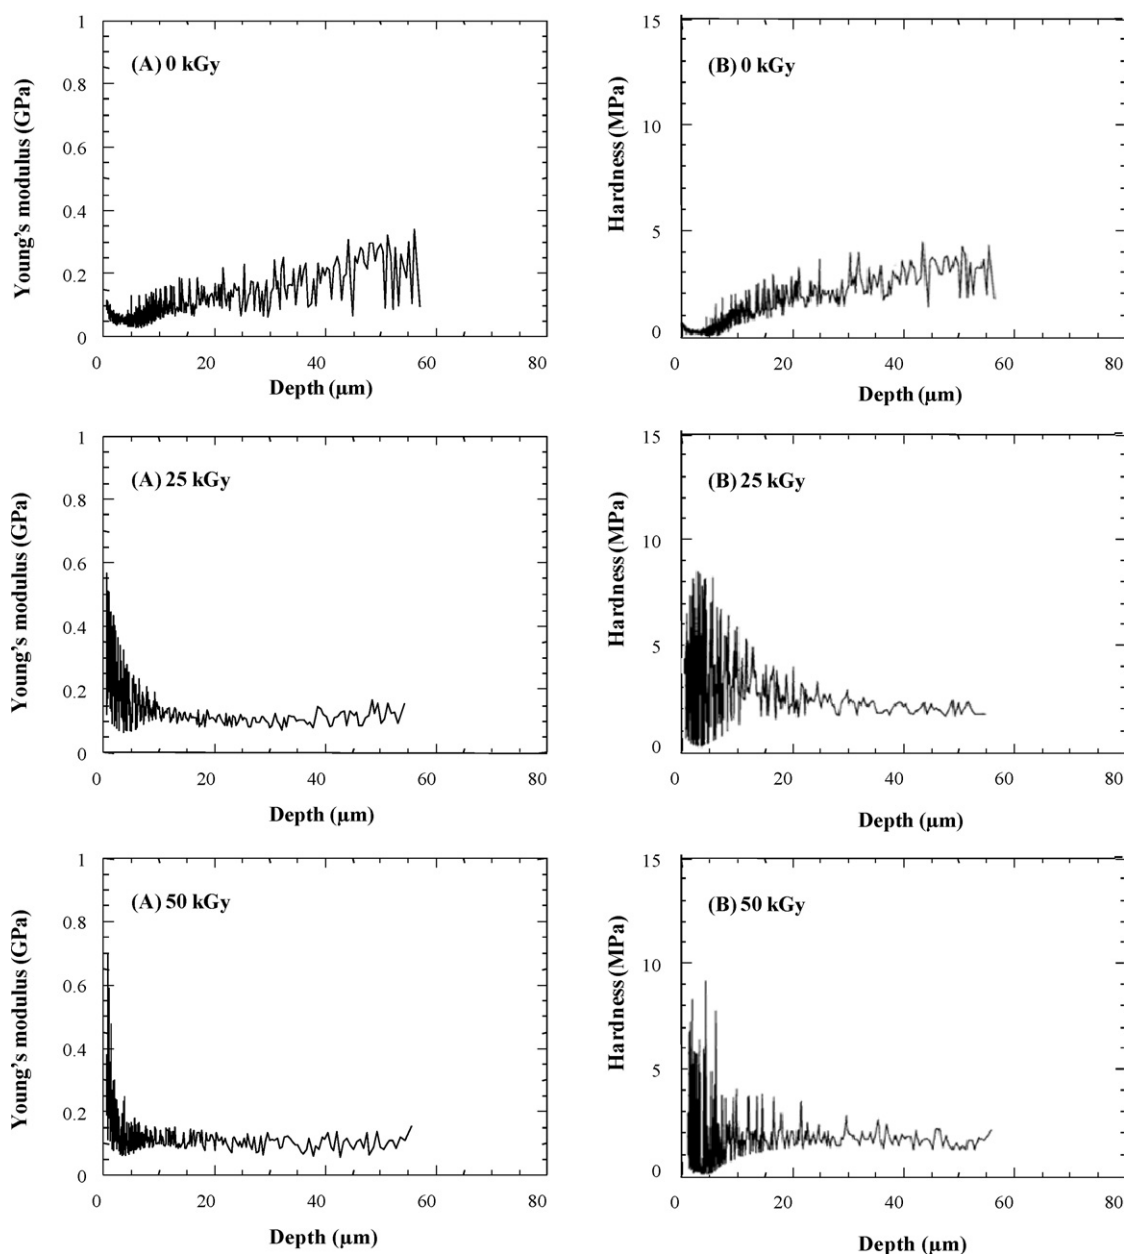 (A) 0 kGy
Young's modulus (GPa)
1
0.8
0.6
0.4
0.2
0
0 20 40 60 80
Depth (µm)
(B) 0 kGy
Hardness (MPa)
15
10
5
0
0 20 40 60 80
Depth (µm)
(A) 25 kGy
Young's modulus (GPa)
1
0.8
0.6
0.4
0.2
0
0 20 40 60 80
Depth (µm)
(B) 25 kGy
Hardness (MPa)
15
10
5
0
0 20 40 60 80
Depth (µm)
(A) 50 kGy
Young's modulus (GPa)
1
0.8
0.6
0.4
0.2
0
0 20 40 60 80
Depth (µm)
(B) 50 kGy
Hardness (MPa)
15
10
5
0
0 20 40 60 80
Depth (µm)